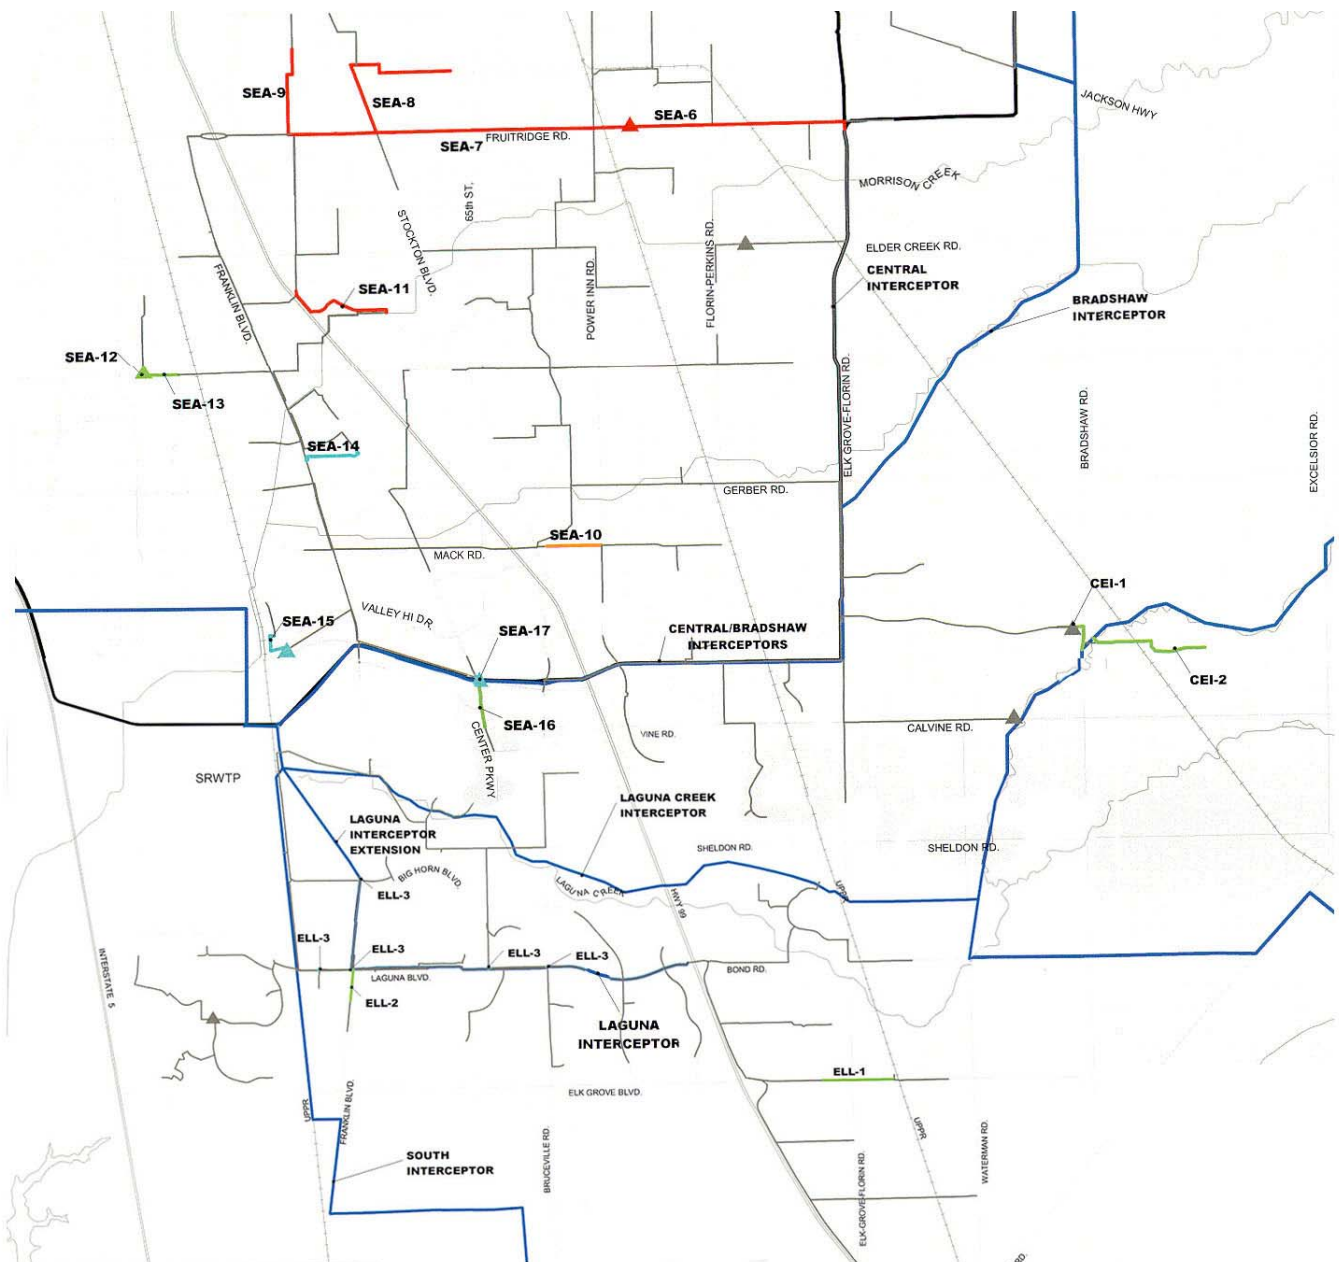 SEA-9
SEA-8
SEA-6
JACKSON HWY
FRUITRIDGE RD.
SEA-7
MORRISON CREEK
65th ST.
STOCKTON BLVD.
FLORIN-PERKINS RD.
ELDER CREEK RD.
FRANKLIN BLVD.
POWER INN RD.
CENTRAL
INTERCEPTOR
SEA-11
BRADSHAW
INTERCEPTOR
SEA-12
SEA-13
ELK GROVE-FLORIN RD.
BRADSHAW RD.
EXCELSIOR RD.
SEA-14
GERBER RD.
SEA-10
MACK RD.
CEI-1
VALLEY HI DR
SEA-15
SEA-17
CENTRAL/BRADSHAW
INTERCEPTORS
CEI-2
SEA-16
CENTER PKWY
VINE RD.
CALVINE RD.
SRWTP
LAGUNA
INTERCEPTOR
EXTENSION
LAGUNA CREEK
INTERCEPTOR
SHELDON RD.
SHELDON RD.
BIG HORN BLVD.
LAGUNA CREEK
ELL-3
HWY 99
UPPR
ELL-3
ELL-3
ELL-3
ELL-3
INTERSTATE 5
LAGUNA BLVD.
BOND RD.
ELL-2
LAGUNA
INTERCEPTOR
ELL-1
ELK GROVE BLVD.
UPPR
FRANKLIN BLVD.
UPPR
BRUCEVILLE RD.
WATERMAN RD.
SOUTH
INTERCEPTOR
ELK-GROVE-FLORIN RD.
RD.